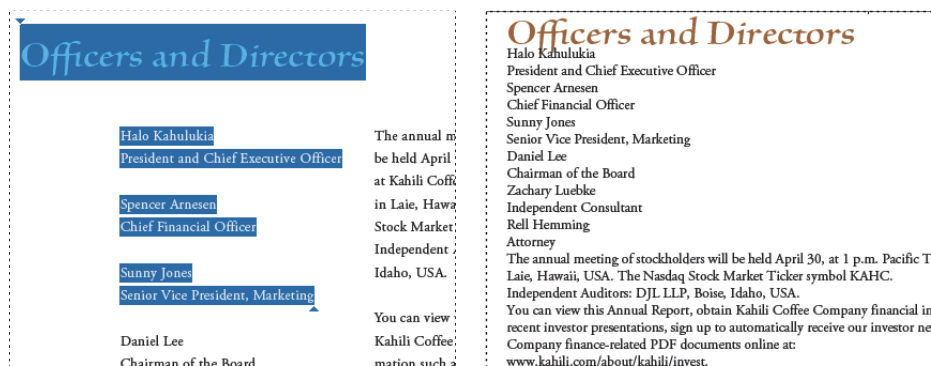 Officers and Directors
Halo Kahulukia
President and Chief Executive Officer
Spencer Arnesen
Chief Financial Officer
Sunny Jones
Senior Vice President, Marketing
Daniel Lee
Chairman of the Board
The annual
be held April
at Kahili
in Laie,
Stock Market
Independent
Idaho, USA.
You can view
Kahili Coffee
mation such
Officers and Directors
Halo Kahulukia
President and Chief Executive Officer
Spencer Arnesen
Chief Financial Officer
Sunny Jones
Senior Vice President, Marketing
Daniel Lee
Chairman of the Board
Zachary Luebke
Independent Consultant
Rell Hemming
Attorney
The annual meeting of stockholders will be held April 30, at 1 p.m. Pacific
Laie, Hawaii, USA. The Nasdaq Stock Market Ticker symbol KAHC.
Independent Auditors: DJL LLP, Boise, Idaho, USA.
You can view this Annual Report, obtain Kahili Coffee Company financial
recent investor presentations, sign up to automatically receive our investor
Company finance-related PDF documents online at:
www.kahili.com/about/kahili/invest.